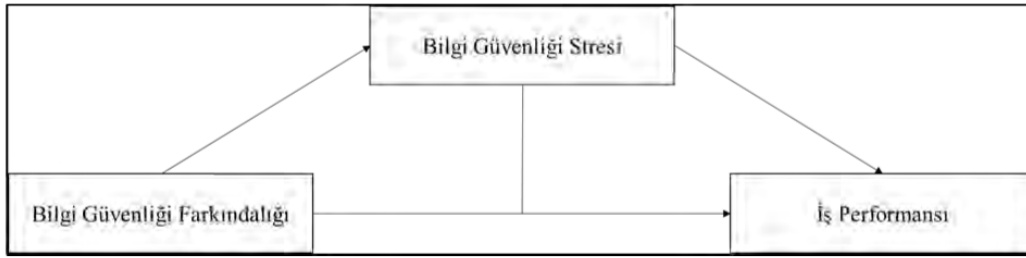 Bilgi Güvenliği Stresi
Bilgi Güvenliği Farkındalığı
İş Performansı